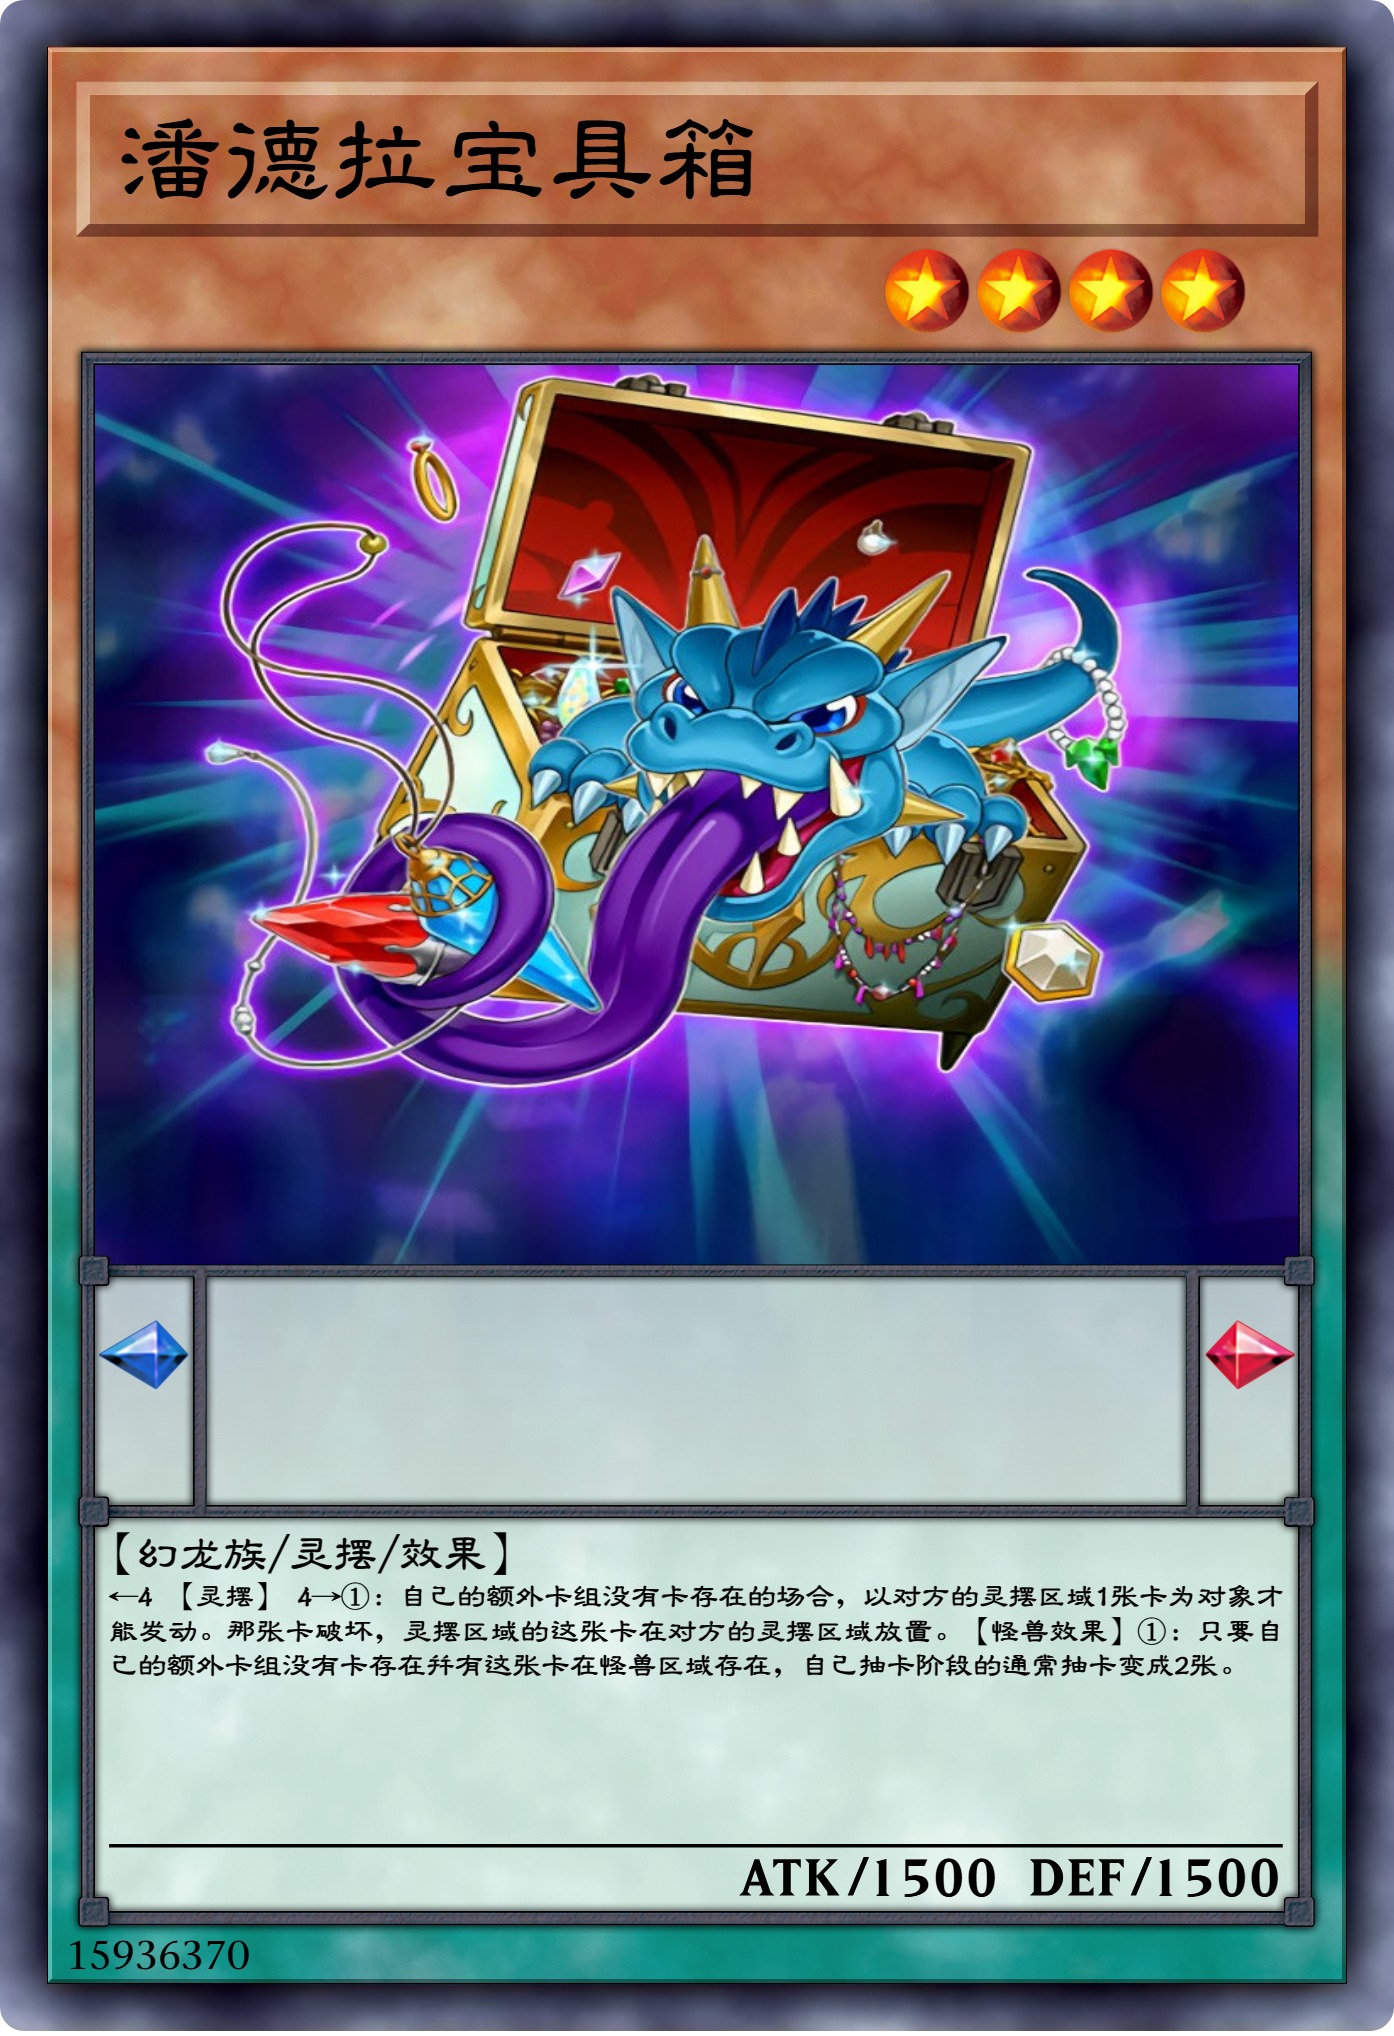 潘德拉宝具箱
【幻龙族/灵摆/效果】
←4 【灵摆】 4→①：自己的额外卡组没有卡存在的场合，以对方的灵摆区域1张卡为对象才
能发动。那张卡破坏，灵摆区域的这张卡在对方的灵摆区域放置。【怪兽效果】①：只要自
己的额外卡组没有卡存在并有这张卡在怪兽区域存在，自己抽卡阶段的通常抽卡变成2张。
ATK/1500 DEF/1500
15936370